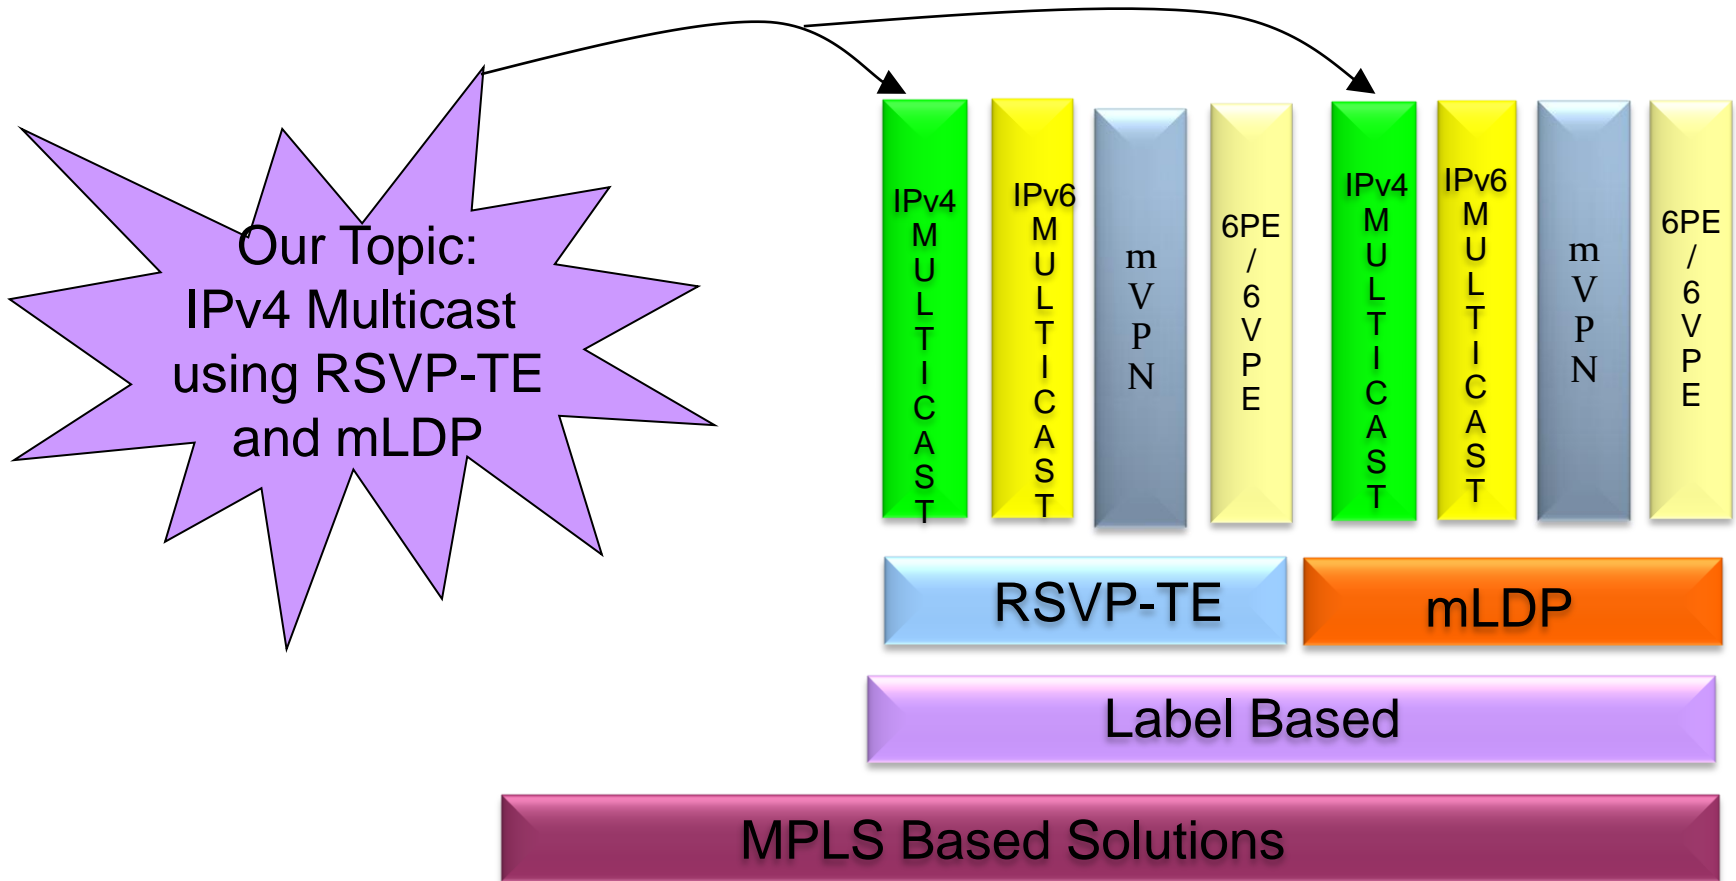 Our Topic:
IPv4 Multicast
using RSVP-TE
and mLDP
IPv4
M
U
L
T
I
C
A
S
T
IPv6
M
U
L
T
I
C
A
S
T
m
V
P
N
6PE
/
6
V
P
E
IPv4
M
U
L
T
I
C
A
S
T
IPv6
M
U
L
T
I
C
A
S
T
m
V
P
N
6PE
/
6
V
P
E
RSVP-TE
mLDP
Label Based
MPLS Based Solutions